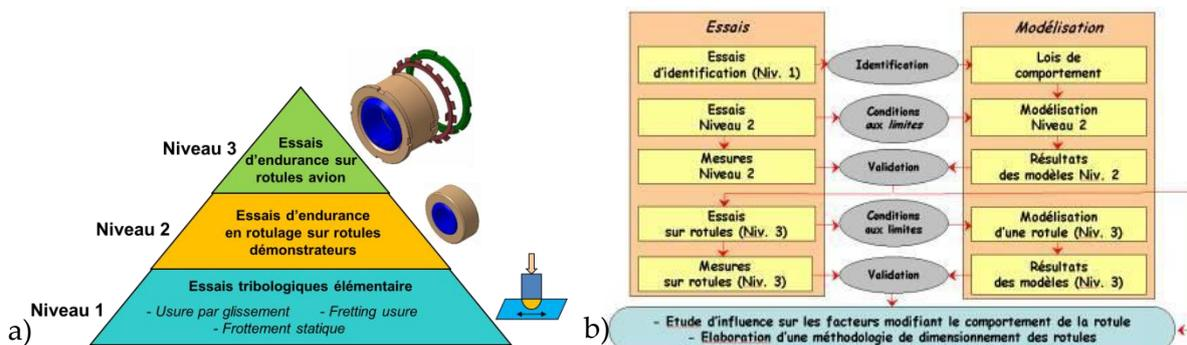 Niveau 3
Essais
d'endurance sur
rotules avion
Niveau 2
Essais d'endurance
en rotulage sur rotules
démonstrateurs
Niveau 1
Essais tribologiques élémentaire
- Usure par glissement - Fretting usure
- Frottement statique
a)
Essais
Essais
d'identification (Niv. 1)
Essais
Niveau 2
Mesures
Niveau 2
Essais
sur rotules (Niv. 3)
Mesures
sur rotules (Niv. 3)
Identification
Conditions
aux limites
Validation
Conditions
aux limites
Validation
Modélisation
Lois de
comportement
Modélisation
Niveau 2
Résultats
des modèles Niv. 2
Modélisation
d'une rotule (Niv. 3)
Résultats
des modèles (Niv. 3)
b)
- Etude d'influence sur les facteurs modifiant le comportement de la rotule
- Elaboration d'une méthodologie de dimensionnement des rotules